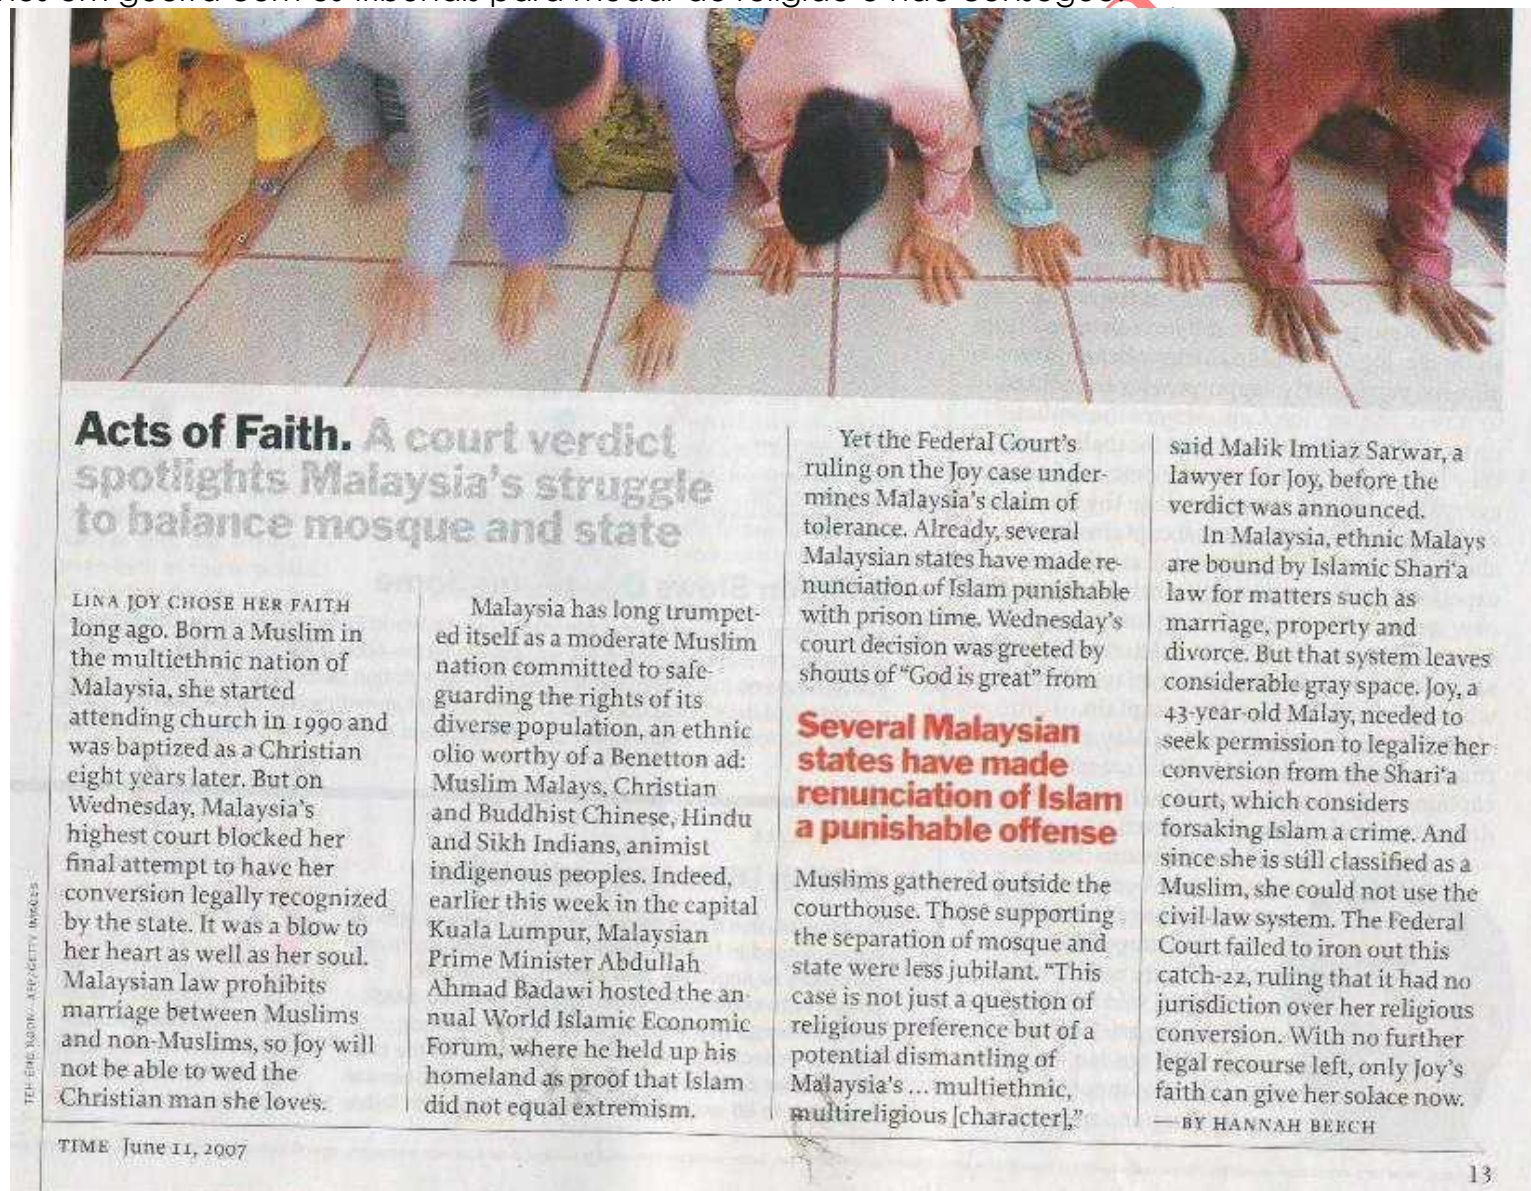 para mudar de religião e não
Acts of Faith. A court verdict
spotlights Malaysia's struggle
to balance mosque and state
LINA JOY CHOSE HER FAITH
long ago. Born a Muslim in
the multiethnic nation of
Malaysia, she started
attending church in 1990 and
was baptized as a Christian
eight years later. But on
Wednesday, Malaysia's
highest court blocked her
final attempt to have her
conversion legally recognized
by the state. It was a blow to
her heart as well as her soul.
Malaysian law prohibits
marriage between Muslims
and non-Muslims, so Joy will
not be able to wed the
Christian man she loves.
Malaysia has long trumpet-
ed itself as a moderate Muslim
nation committed to safe-
guarding the rights of its
diverse population, an ethnic
olio worthy of a Benetton ad:
Muslim Malays, Christian
and Buddhist Chinese, Hindu
and Sikh Indians, animist
indigenous peoples. Indeed,
earlier this week in the capital
Kuala Lumpur, Malaysian
Prime Minister Abdullah
Ahmad Badawi hosted the an-
nual World Islamic Economic
Forum, where he held up his
homeland as proof that Islam
did not equal extremism.
Yet the Federal Court's
ruling on the Joy case under-
mines Malaysia's claim of
tolerance. Already, several
Malaysian states have made re-
nunciation of Islam punishable
with prison time. Wednesday's
court decision was greeted by
shouts of "God is great" from
Several Malaysian
states have made
renunciation of Islam
a punishable offense
Muslims gathered outside the
courthouse. Those supporting
the separation of mosque and
state were less jubilant. "This
case is not just a question of
religious preference but of a
potential dismantling of
Malaysia's ... multiethnic,
multireligious [character],"
said Malik Imtiaz Sarwar, a
lawyer for Joy, before the
verdict was announced.
In Malaysia, ethnic Malays
are bound by Islamic Shari'a
law for matters such as
marriage, property and
divorce. But that system leaves
considerable gray space. Joy, a
43-year-old Malay, needed to
seek permission to legalize her
conversion from the Shari'a
court, which considers
forsaking Islam a crime. And
since she is still classified as a
Muslim, she could not use the
civil-law system. The Federal
Court failed to iron out this
catch-22, ruling that it had no
jurisdiction over her religious
conversion. With no further
legal recourse left, only Joy's
faith can give her solace now.
—BY HANNAH BEECH
TEH ENG KOON—AFP/GETTY IMAGES
TIME June 11, 2007
13